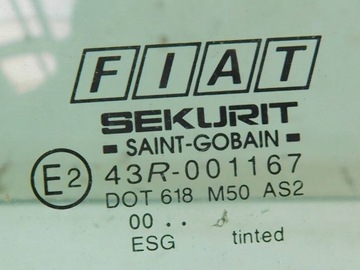 FIAT
SEKURIT
SAINT-GOBAIN
E2 43R-001167
DOT 618 M50 AS2
00 . .
ESG tinted